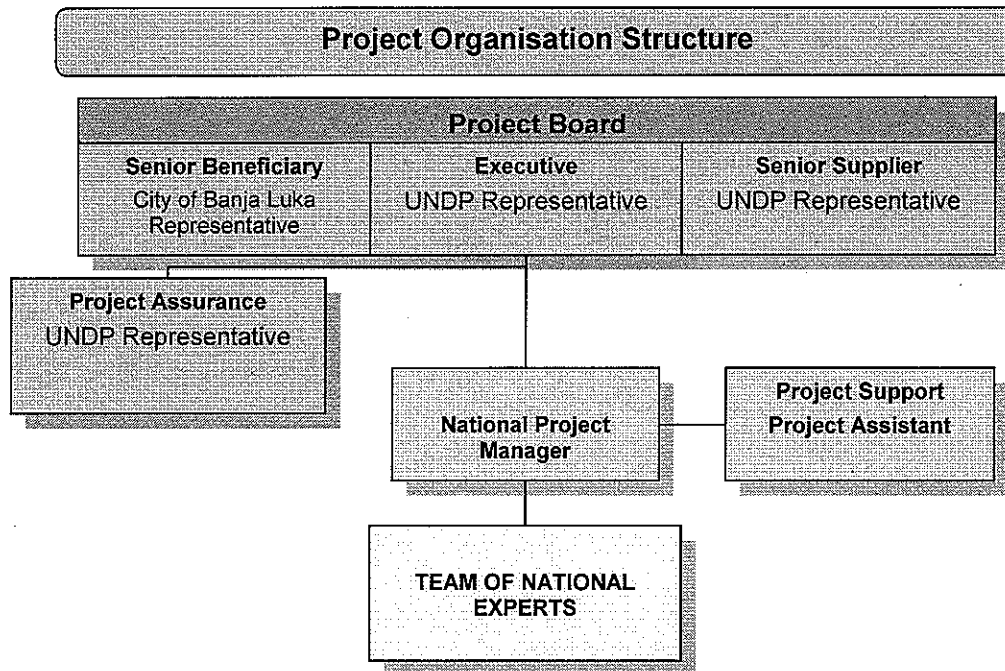 Project Organisation Structure
Project Board
Senior Beneficiary
City of Banja Luka
Representative
Executive
UNDP Representative
Senior Supplier
UNDP Representative
Project Assurance
UNDP Representative
National Project
Manager
Project Support
Project Assistant
TEAM OF NATIONAL
EXPERTS